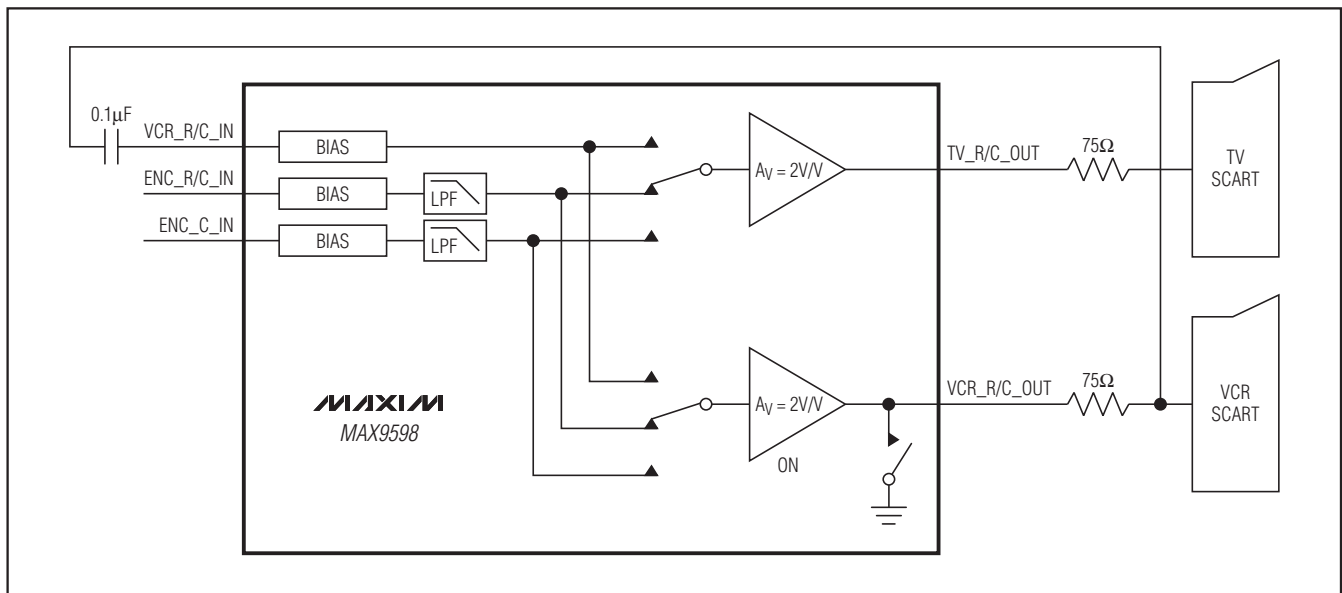 0.1µF
VCR_R/C_IN
BIAS
ENC_R/C_IN
BIAS
LPF
ENC_C_IN
BIAS
LPF
AV = 2V/V
TV_R/C_OUT
75Ω
TV
SCART
MAXIM
MAX9598
AV = 2V/V
ON
VCR_R/C_OUT
75Ω
VCR
SCART